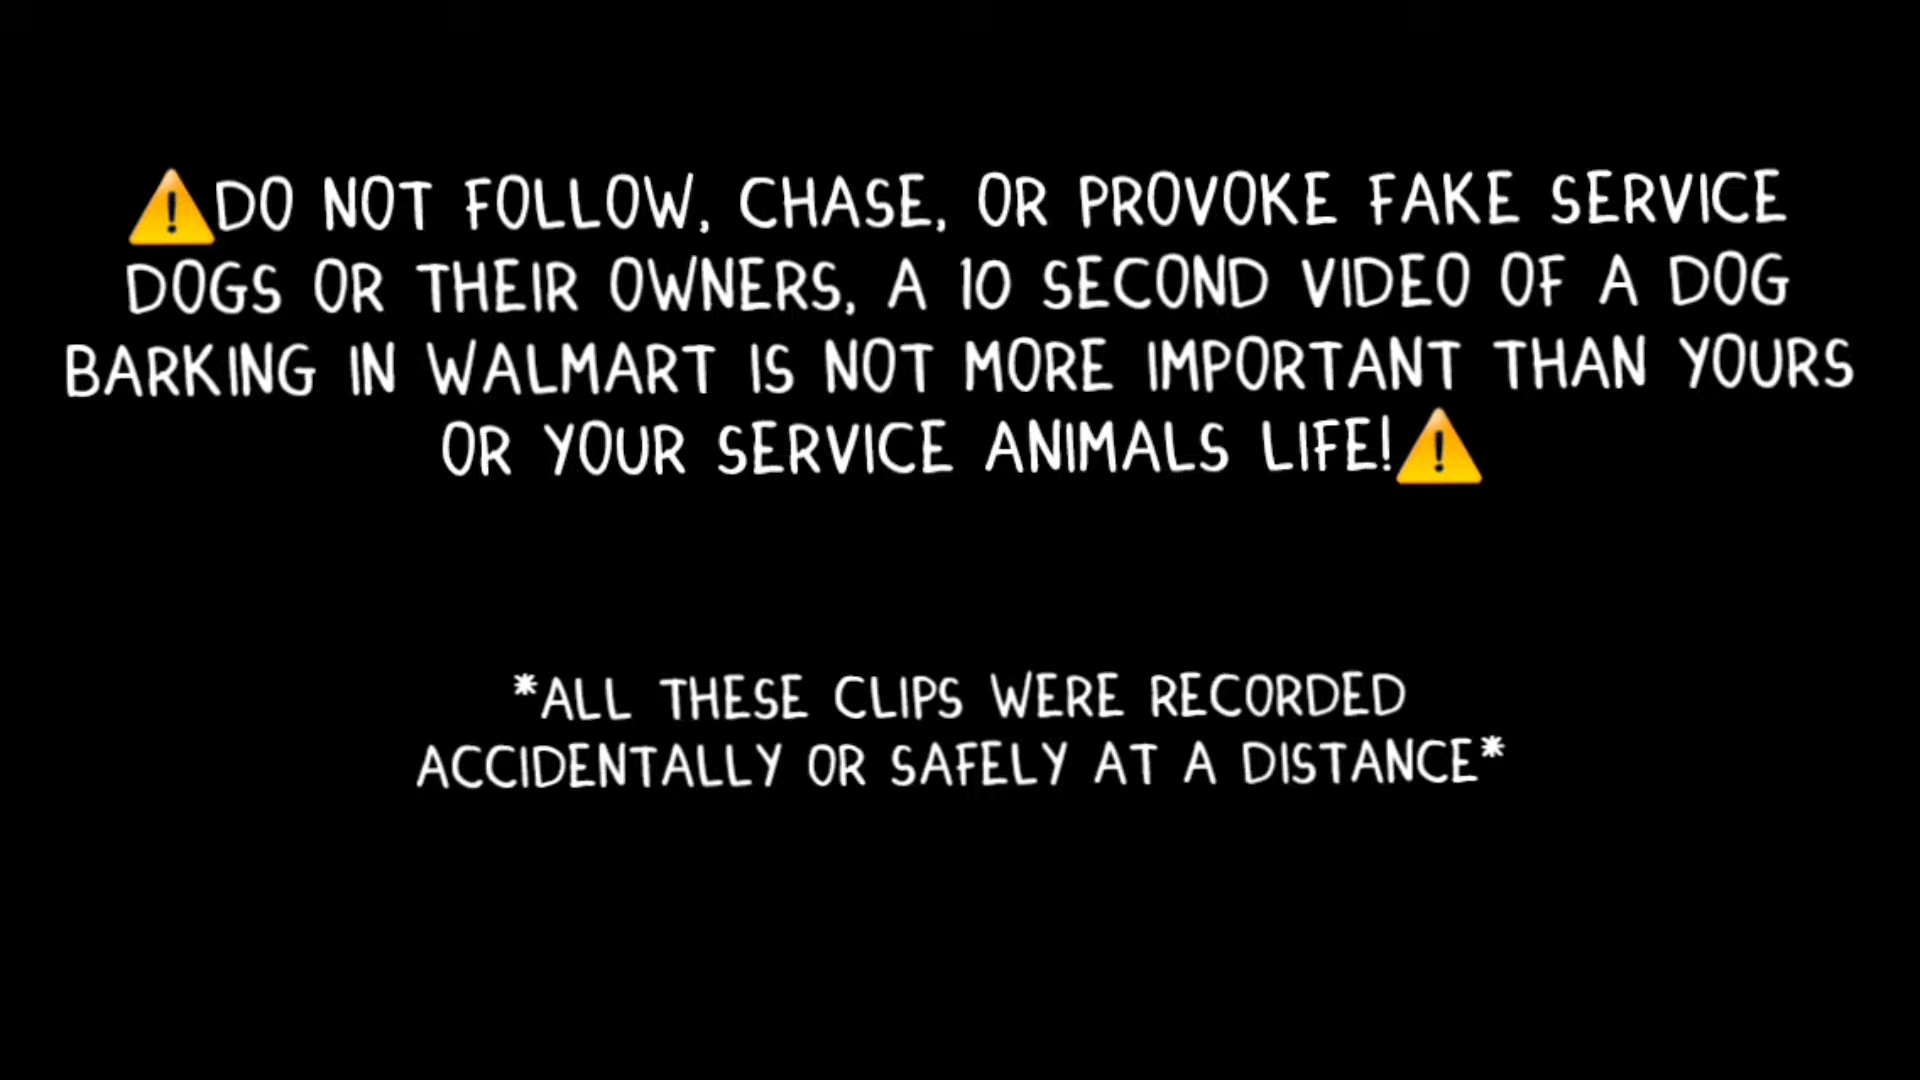 ⚠️DO NOT FOLLOW, CHASE, OR PROVOKE FAKE SERVICE
DOGS OR THEIR OWNERS, A 10 SECOND VIDEO OF A DOG
BARKING IN WALMART IS NOT MORE IMPORTANT THAN YOURS
OR YOUR SERVICE ANIMALS LIFE!⚠️
*ALL THESE CLIPS WERE RECORDED
ACCIDENTALLY OR SAFELY AT A DISTANCE*